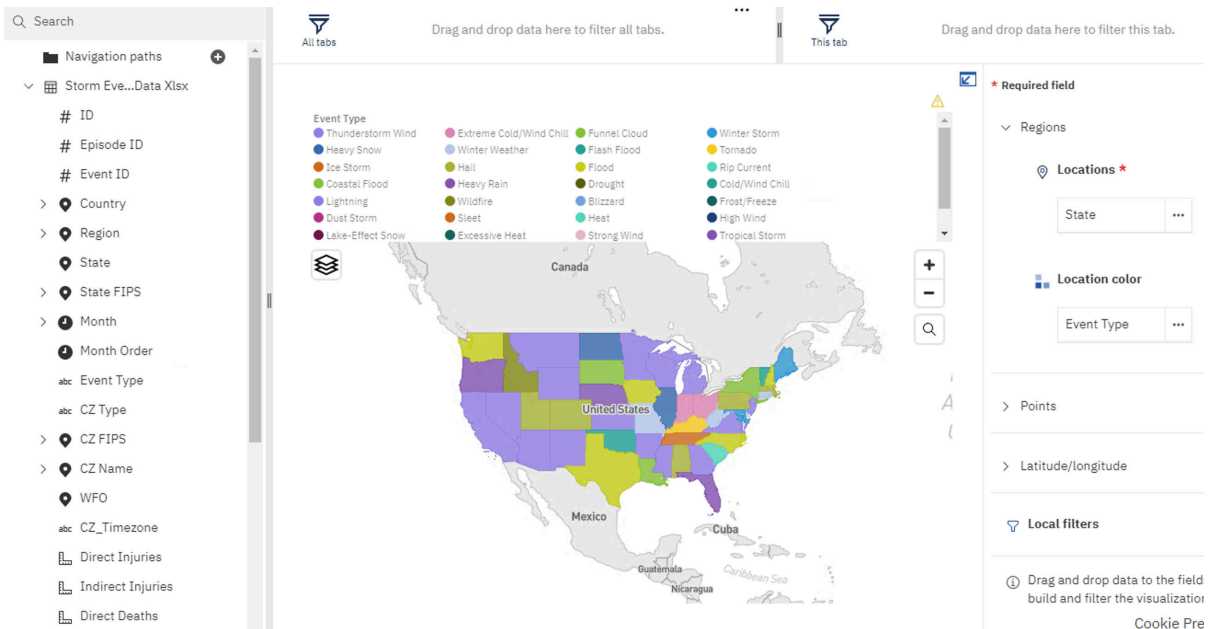 Search
Navigation paths
Storm Eve...Data Xlsx
# ID
# Episode ID
# Event ID
Country
Region
State
State FIPS
Month
Month Order
abc Event Type
abc CZ Type
CZ FIPS
CZ Name
WFO
abc CZ_Timezone
Direct Injuries
Indirect Injuries
Direct Deaths
All tabs
Drag and drop data here to filter all tabs.
...
This tab
Drag and drop data here to filter this tab.
Event Type
Thunderstorm Wind Extreme Cold/Wind Chill Funnel Cloud Winter Storm
Heavy Snow Winter Weather Flash Flood Tornado
Ice Storm Hail Flood Rip Current
Coastal Flood Heavy Rain Drought Cold/Wind Chill
Lightning Wildfire Blizzard Frost/Freeze
Dust Storm Sleet Heat High Wind
Lake-Effect Snow Excessive Heat Strong Wind Tropical Storm
Canada
United States
Mexico
Cuba
Guatemala
Caribbean Sea
Nicaragua
A
+
−
* Required field
Regions
Locations *
State ...
Location color
Event Type ...
Points
Latitude/longitude
Local filters
Drag and drop data to the field
build and filter the visualization
Cookie Pre